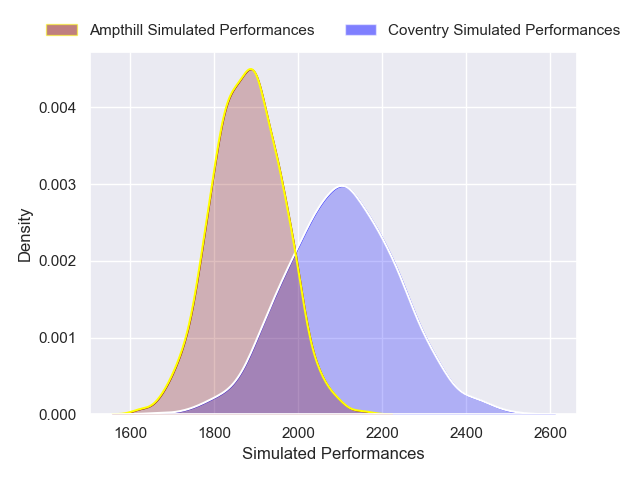 Ampthill Simulated Performances Coventry Simulated Performances
0.004
0.003
0.002
0.001
0.000
Density
1600 1800 2000 2200 2400 2600
Simulated Performances